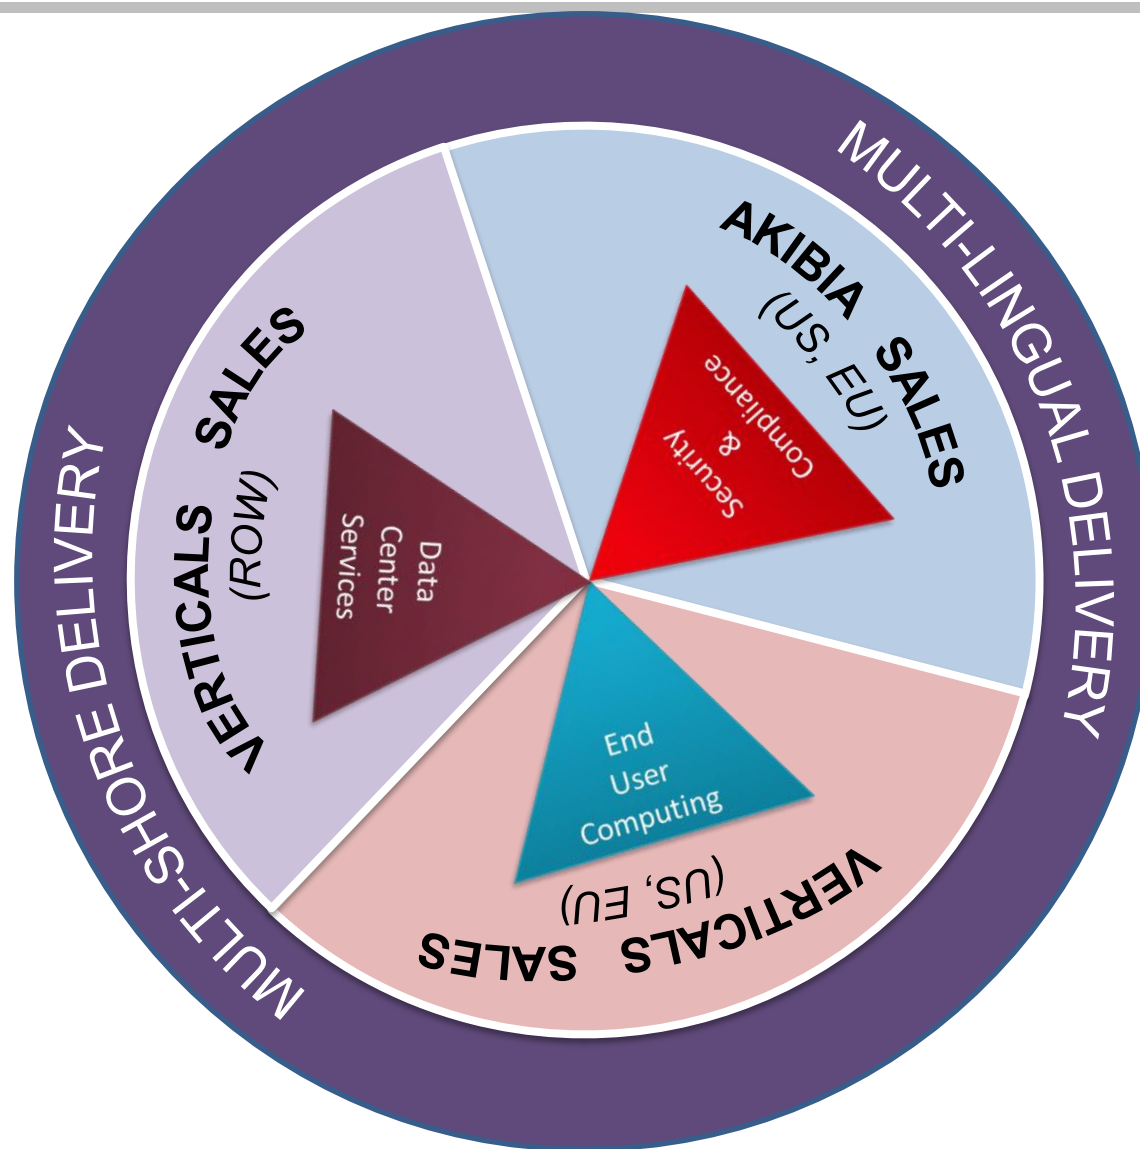 MULTI-SHORE DELIVERY
MULTI-LINGUAL DELIVERY
VERTICALS SALES
(ROW)
Data
Center
Services
AKIBIA SALES
(US, EU)
Security
&
Compliance
End
User
Computing
VERTICALS SALES
(US, EU)